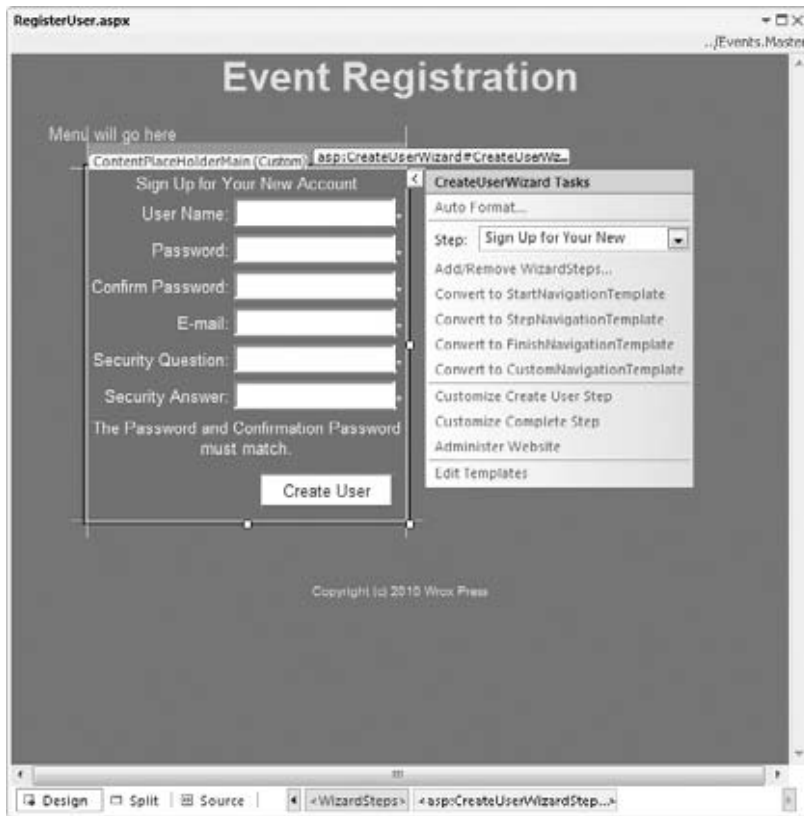 RegisterUser.aspx
../Events.Master
Event Registration
Menu will go here
ContentPlaceHolderMain (Custom)
asp:CreateUserWizard#CreateUserWiz...
Sign Up for Your New Account
User Name:
Password:
Confirm Password:
E-mail:
Security Question:
Security Answer:
The Password and Confirmation Password
must match.
Create User
CreateUserWizard Tasks
Auto Format...
Step: Sign Up for Your New
Add/Remove WizardSteps...
Convert to StartNavigationTemplate
Convert to StepNavigationTemplate
Convert to FinishNavigationTemplate
Convert to CustomNavigationTemplate
Customize Create User Step
Customize Complete Step
Administer Website
Edit Templates
Copyright (c) 2010 Wrox Press
Design Split Source <WizardSteps> <asp:CreateUserWizardStep...>